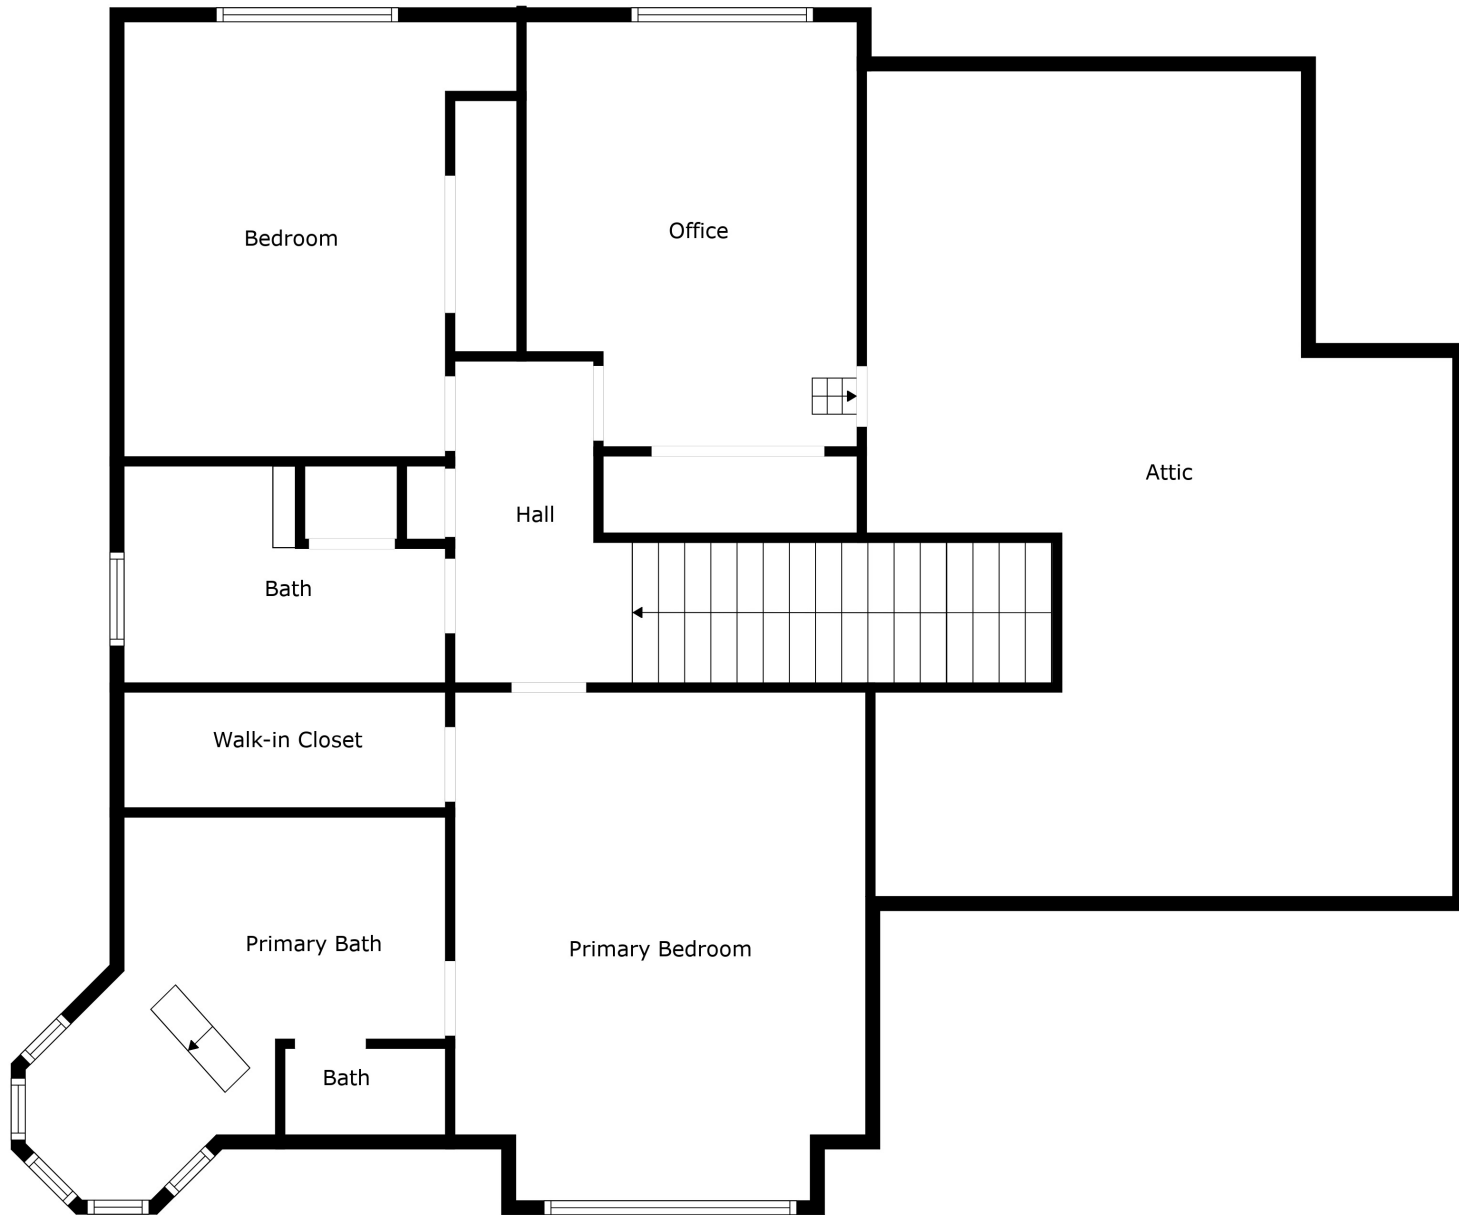 Bedroom
Office
Attic
Hall
Bath
Walk-in Closet
Primary Bath
Primary Bedroom
Bath